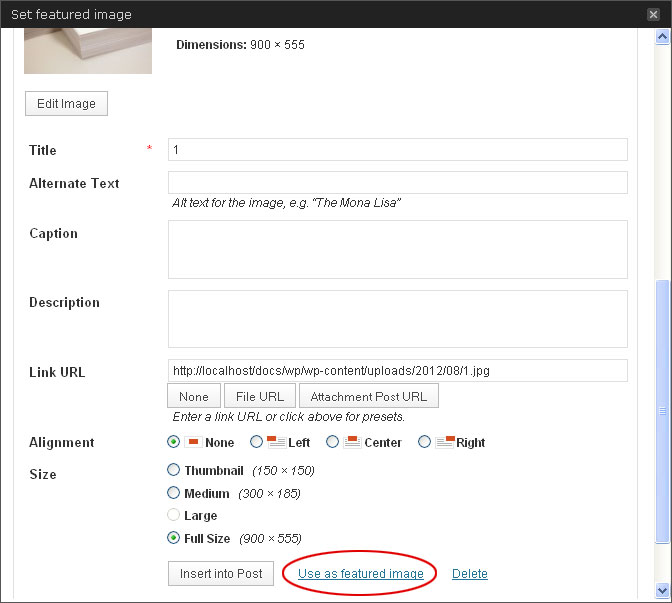 Set featured image
Dimensions: 900 × 555
Edit Image
Title * 1
Alternate Text
Alt text for the image, e.g. “The Mona Lisa”
Caption
Description
Link URL http://localhost/docs/wp/wp-content/uploads/2012/08/1.jpg
None File URL Attachment Post URL
Enter a link URL or click above for presets.
Alignment None Left Center Right
Size Thumbnail (150 × 150)
Medium (300 × 185)
Large
Full Size (900 × 555)
Insert into Post Use as featured image Delete